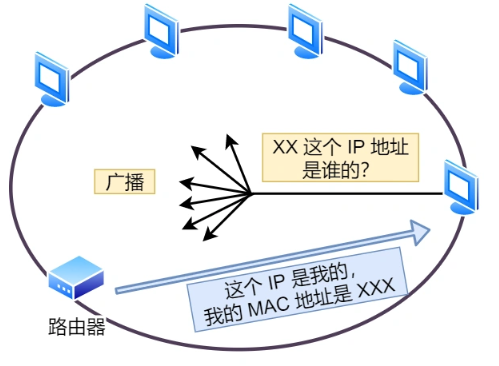 XX 这个 IP 地址
是谁的？
广播
这个 IP 是我的，
我的 MAC 地址是 XXX
路由器